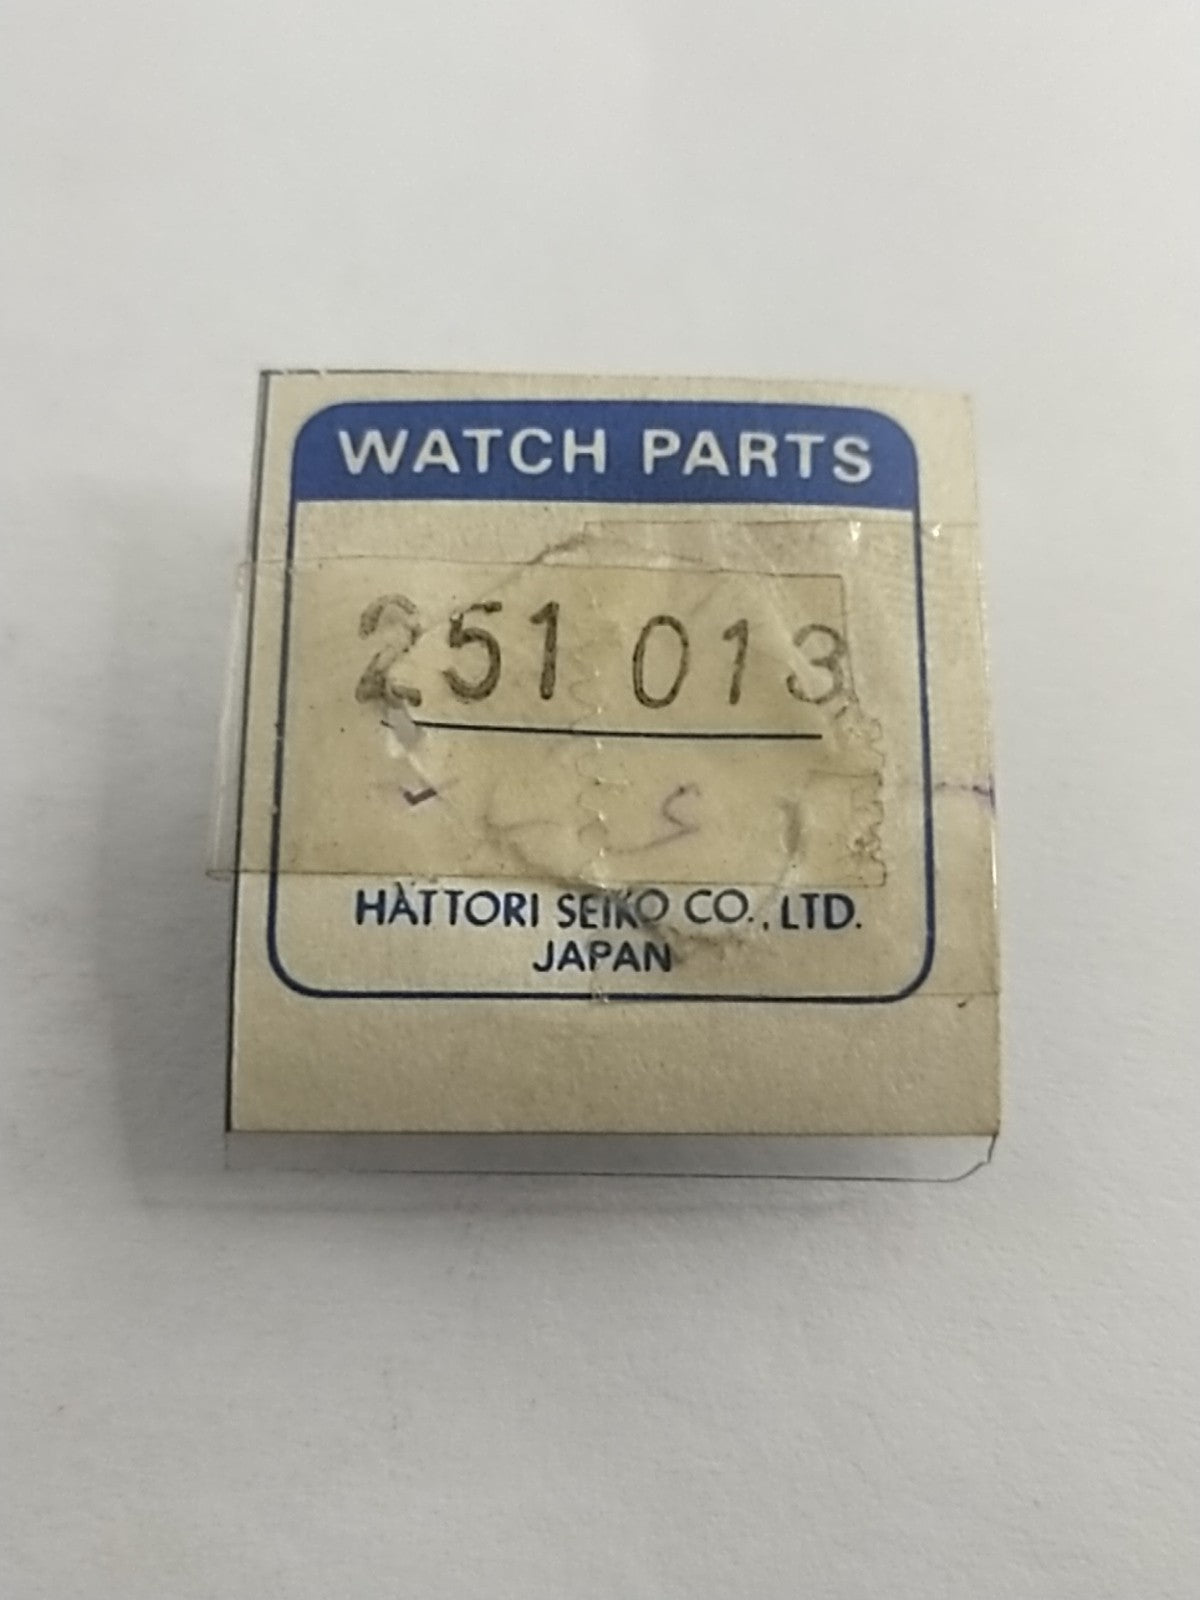 WATCH PARTS
251 013
HATTORI SEIKO CO., LTD.
JAPAN